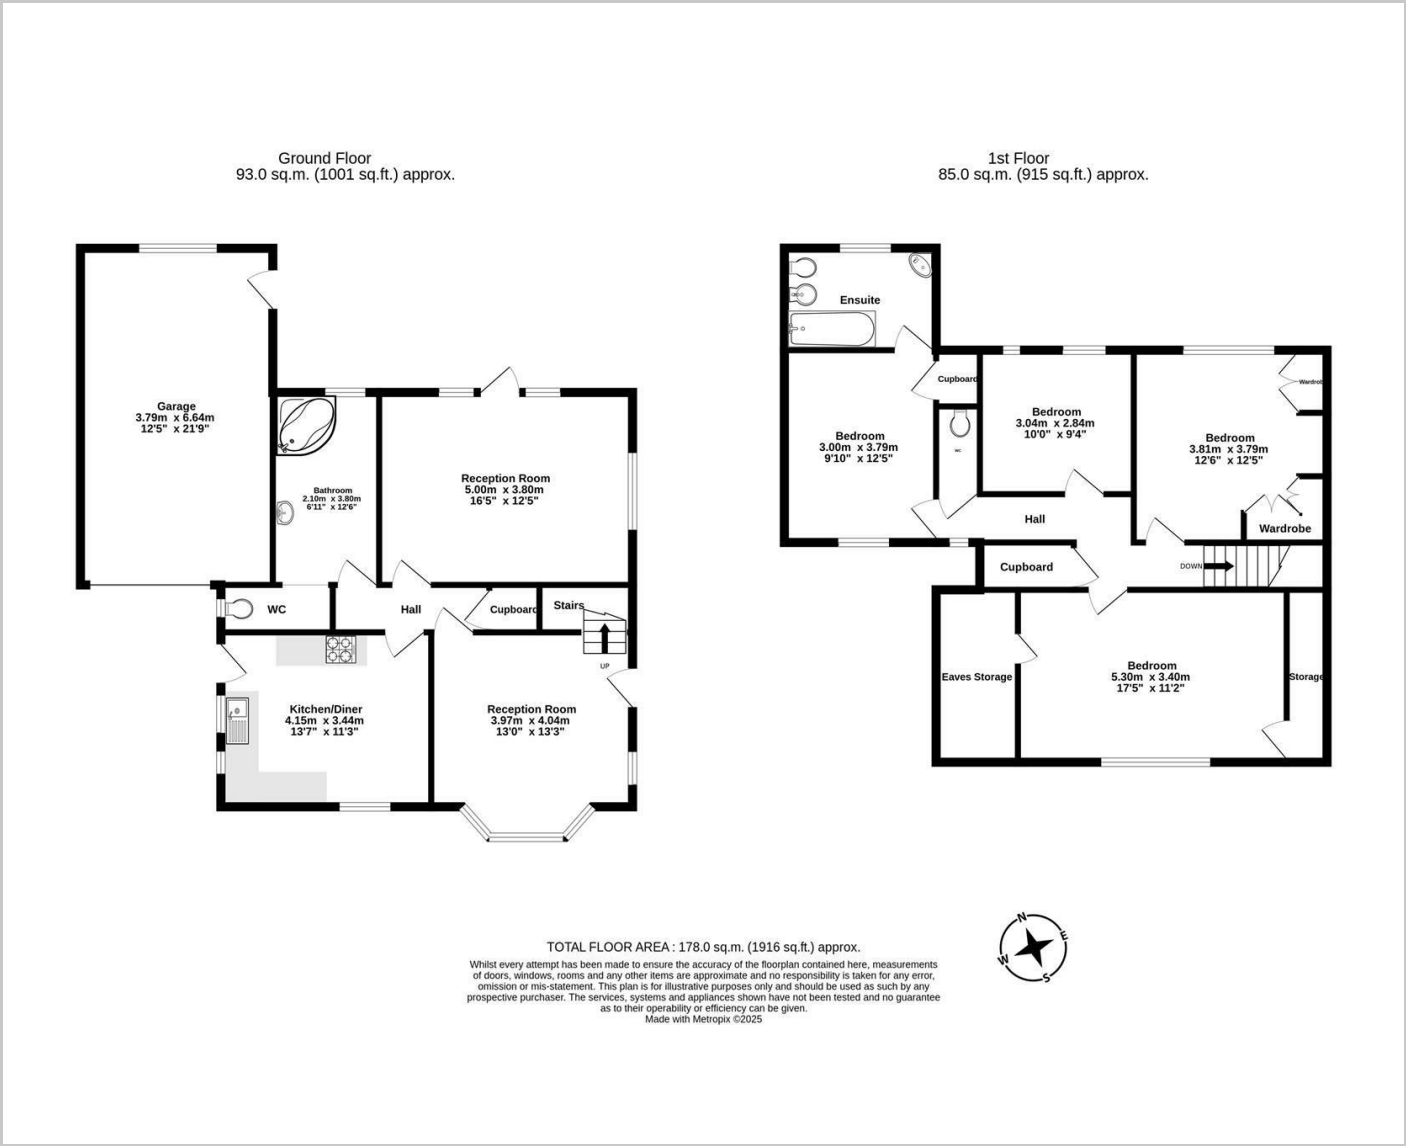 Ground Floor
93.0 sq.m. (1001 sq.ft.) approx.
Garage
3.79m x 6.64m
12'5" x 21'9"
Bathroom
2.10m x 3.80m
6'11" x 12'6"
Reception Room
5.00m x 3.80m
16'5" x 12'5"
WC
Hall
Cupboard
Stairs
UP
Kitchen/Diner
4.15m x 3.44m
13'7" x 11'3"
Reception Room
3.97m x 4.04m
13'0" x 13'3"
1st Floor
85.0 sq.m. (915 sq.ft.) approx.
Ensuite
Cupboard
Bedroom
3.00m x 3.79m
9'10" x 12'5"
WC
Bedroom
3.04m x 2.84m
10'0" x 9'4"
Bedroom
3.81m x 3.79m
12'6" x 12'5"
Wardrob
Wardrobe
Hall
Cupboard
DOWN
Eaves Storage
Bedroom
5.30m x 3.40m
17'5" x 11'2"
Storage
N
E
W
S
TOTAL FLOOR AREA : 178.0 sq.m. (1916 sq.ft.) approx.
Whilst every attempt has been made to ensure the accuracy of the floorplan contained here, measurements
of doors, windows, rooms and any other items are approximate and no responsibility is taken for any error,
omission or mis-statement. This plan is for illustrative purposes only and should be used as such by any
prospective purchaser. The services, systems and appliances shown have not been tested and no guarantee
as to their operability or efficiency can be given.
Made with Metropix ©2025